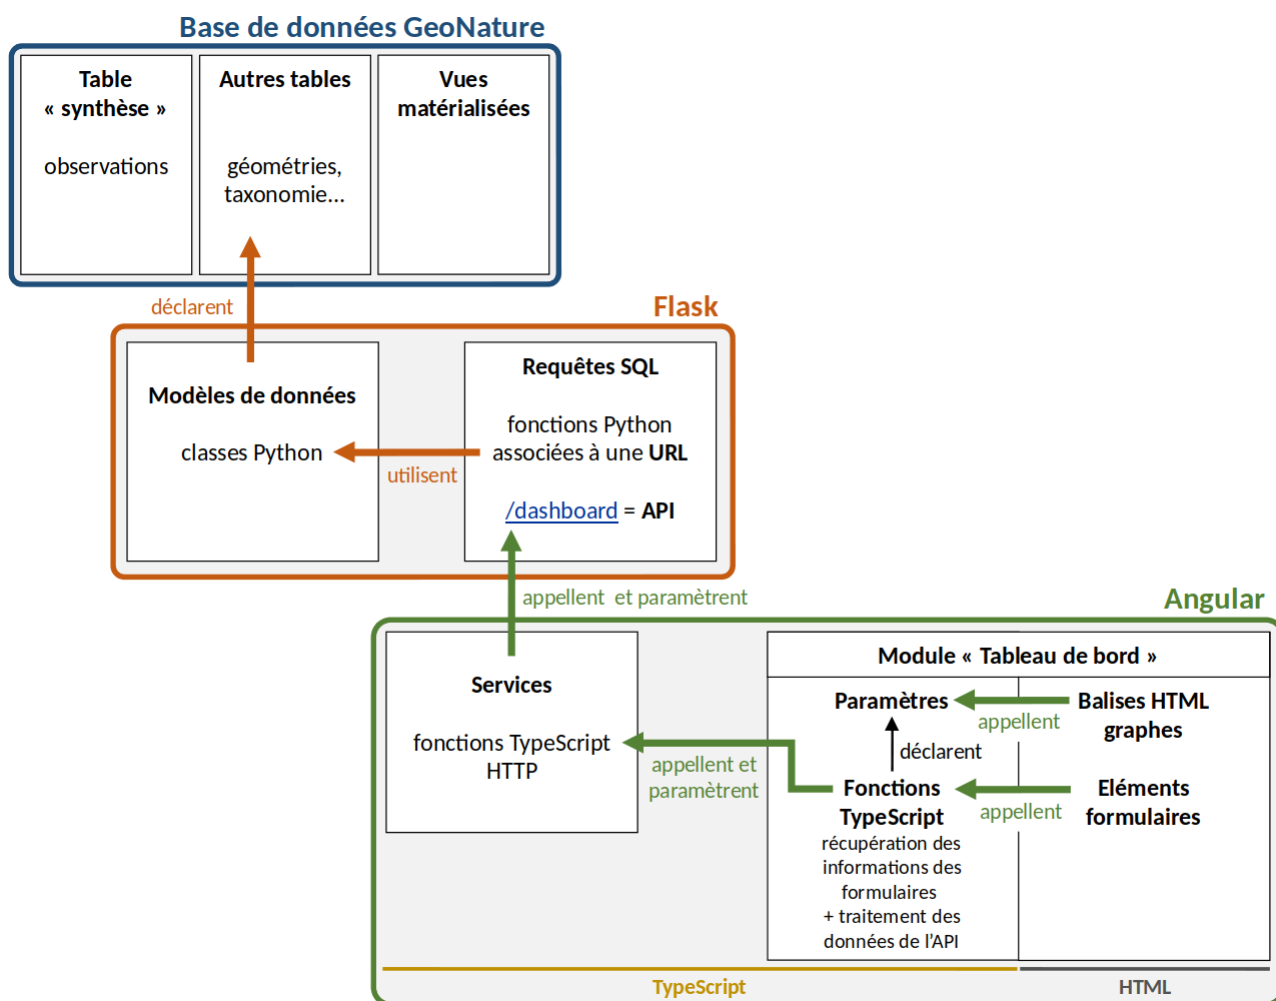 Base de données GeoNature
Table
« synthèse »
observations
Autres tables
géométries,
taxonomie...
Vues
matérialisées
déclarent
Flask
Modèles de données
classes Python
utilisent
Requêtes SQL
fonctions Python
associées à une URL
/dashboard = API
appellent et paramètrent
Angular
Services
fonctions TypeScript
HTTP
appellent et
paramètrent
Module « Tableau de bord »
Paramètres
déclarent
Fonctions
TypeScript
récupération des
informations des
formulaires
+ traitement des
données de l'API
appellent
Balises HTML
graphes
appellent
Eléments
formulaires
TypeScript
HTML